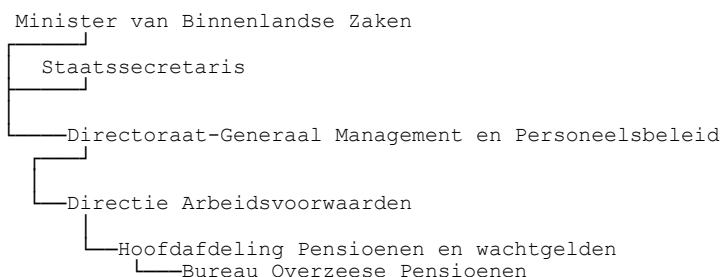 Minister van Binnenlandse Zaken
Staatssecretaris
Directoraat-Generaal Management en Personeelsbeleid
Directie Arbeidsvoorwaarden
Hoofdafdeling Pensioenen en wachtgelden
Bureau Overzeese Pensioenen